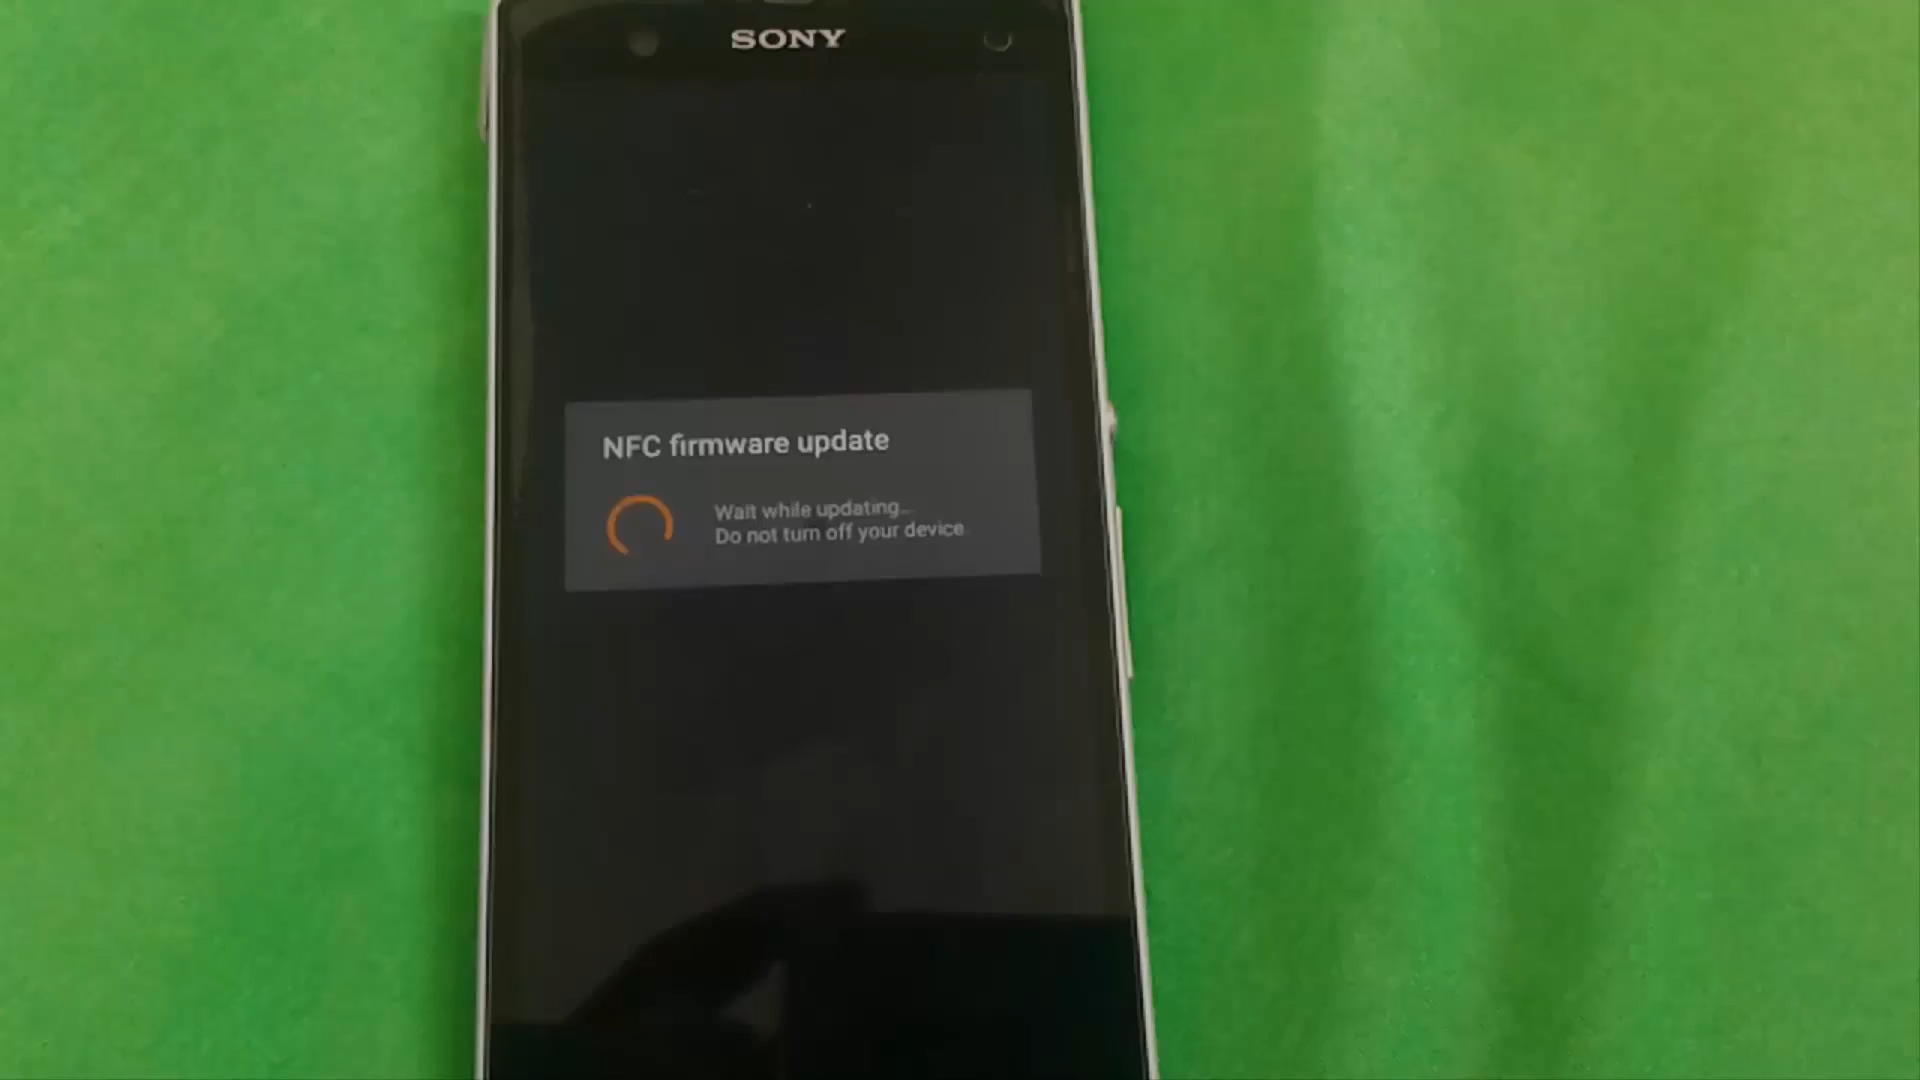 SONY
NFC firmware update
Wait while updating...
Do not turn off your device.